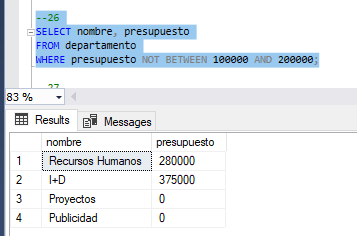 --26
SELECT nombre, presupuesto
FROM departamento
WHERE presupuesto NOT BETWEEN 100000 AND 200000;
83 %
Results Messages
nombre presupuesto
1 Recursos Humanos 280000
2 I+D 375000
3 Proyectos 0
4 Publicidad 0